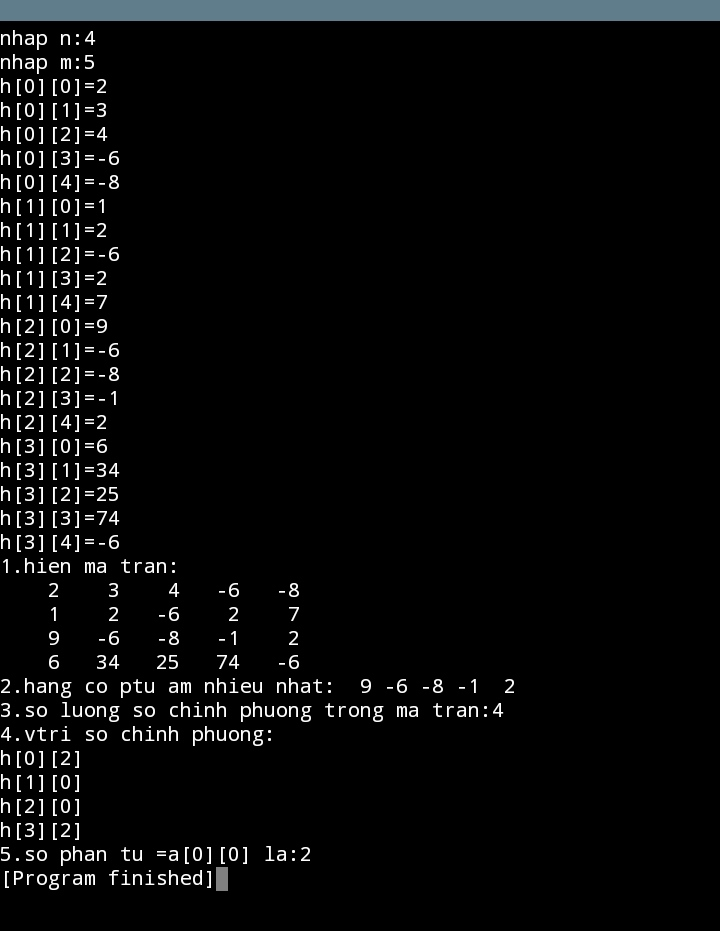 nhap n:4
nhap m:5
h[0][0]=2
h[0][1]=3
h[0][2]=4
h[0][3]=-6
h[0][4]=-8
h[1][0]=1
h[1][1]=2
h[1][2]=-6
h[1][3]=2
h[1][4]=7
h[2][0]=9
h[2][1]=-6
h[2][2]=-8
h[2][3]=-1
h[2][4]=2
h[3][0]=6
h[3][1]=34
h[3][2]=25
h[3][3]=74
h[3][4]=-6
1.hien ma tran:
    2    3    4   -6   -8
    1    2   -6    2    7
    9   -6   -8   -1    2
    6   34   25   74   -6
2.hang co ptu am nhieu nhat:  9 -6 -8 -1  2
3.so luong so chinh phuong trong ma tran:4
4.vtri so chinh phuong:
h[0][2]
h[1][0]
h[2][0]
h[3][2]
5.so phan tu =a[0][0] la:2
[Program finished]